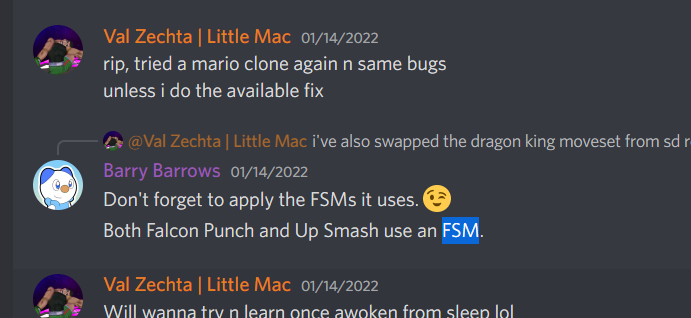 Val Zechta | Little Mac 01/14/2022
rip, tried a mario clone again n same bugs
unless i do the available fix
@Val Zechta | Little Mac i've also swapped the dragon king moveset from sd r
Barry Barrows 01/14/2022
Don't forget to apply the FSMs it uses. 😉
Both Falcon Punch and Up Smash use an FSM.
Val Zechta | Little Mac 01/14/2022
Will wanna try n learn once awoken from sleep lol